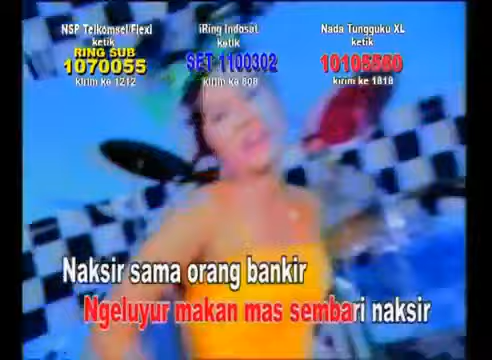 NSP Telkomsel/Flexi
ketik
RING SUB
1070055
kirim ke 1212
iRing Indosat
ketik
SET 1100302
kirim ke 808
Nada Tungguku XL
ketik
10105580
kirim ke 1818
Naksir sama orang bankir
Ngeluyur makan mas sembari naksir